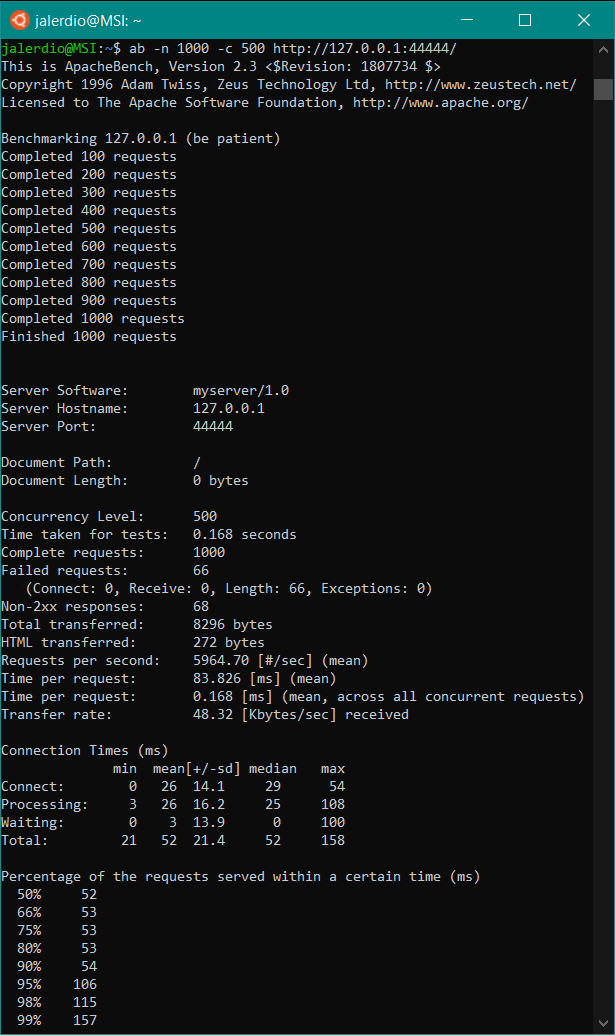 jalerdio@MSI: ~
jalerdio@MSI:~$ ab -n 1000 -c 500 http://127.0.0.1:44444/
This is ApacheBench, Version 2.3 <$Revision: 1807734 $>
Copyright 1996 Adam Twiss, Zeus Technology Ltd, http://www.zeustech.net/
Licensed to The Apache Software Foundation, http://www.apache.org/

Benchmarking 127.0.0.1 (be patient)
Completed 100 requests
Completed 200 requests
Completed 300 requests
Completed 400 requests
Completed 500 requests
Completed 600 requests
Completed 700 requests
Completed 800 requests
Completed 900 requests
Completed 1000 requests
Finished 1000 requests


Server Software:        myserver/1.0
Server Hostname:        127.0.0.1
Server Port:            44444

Document Path:          /
Document Length:        0 bytes

Concurrency Level:      500
Time taken for tests:   0.168 seconds
Complete requests:      1000
Failed requests:        66
   (Connect: 0, Receive: 0, Length: 66, Exceptions: 0)
Non-2xx responses:      68
Total transferred:      8296 bytes
HTML transferred:       272 bytes
Requests per second:    5964.70 [#/sec] (mean)
Time per request:       83.826 [ms] (mean)
Time per request:       0.168 [ms] (mean, across all concurrent requests)
Transfer rate:          48.32 [Kbytes/sec] received

Connection Times (ms)
              min  mean[+/-sd] median   max
Connect:        0   26  14.1     29      54
Processing:     3   26  16.2     25     108
Waiting:        0    3  13.9      0     100
Total:         21   52  21.4     52     158

Percentage of the requests served within a certain time (ms)
  50%     52
  66%     53
  75%     53
  80%     53
  90%     54
  95%    106
  98%    115
  99%    157